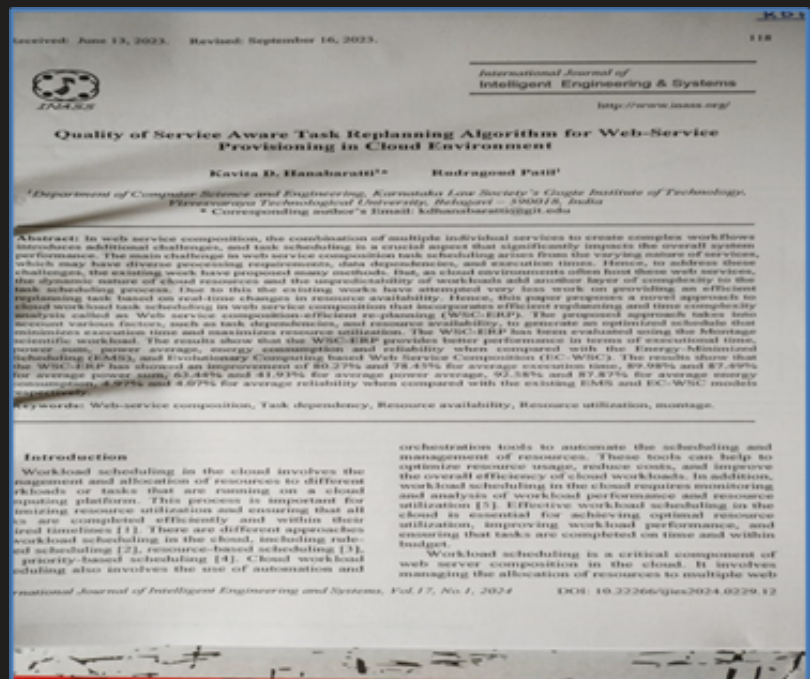 KD1
Received: June 13, 2023. Revised: September 16, 2023.
118
INASS
International Journal of
Intelligent Engineering & Systems
http://www.inass.org/
Quality of Service Aware Task Replanning Algorithm for Web-Service
Provisioning in Cloud Environment
Kavita D. Hanabaratti1* Rudragoud Patil1
1Department of Computer Science and Engineering, Karnataka Law Society's Gogte Institute of Technology,
Visvesvaraya Technological University, Belagavi – 590018, India
* Corresponding author's Email: kdhanabaratti@git.edu
Abstract: In web service composition, the combination of multiple individual services to create complex workflows
introduces additional challenges, and task scheduling is a crucial aspect that significantly impacts the overall system
performance. The main challenge in web service composition task scheduling arises from the varying nature of services,
which may have diverse processing requirements, data dependencies, and execution times. Hence, to address these
challenges, the existing work have proposed many methods. But, as cloud environments often host these web services,
the dynamic nature of cloud resources and the unpredictability of workloads add another layer of complexity to the
task scheduling process. Due to this the existing works have attempted very less work on providing an efficient
replanning task based on real-time changes in resource availability. Hence, this paper proposes a novel approach to
cloud workload task scheduling in web service composition that incorporates efficient replanning and time complexity
analysis called as Web service composition-efficient re-planning (WSC-ERP). The proposed approach takes into
account various factors, such as task dependencies, and resource availability, to generate an optimized schedule that
minimizes execution time and maximizes resource utilization. The WSC-ERP has been evaluated using the Montage
scientific workload. The results show that the WSC-ERP provides better performance in terms of executional time,
power sum, power average, energy consumption and reliability when compared with the Energy-Minimized
Scheduling (EMS), and Evolutionary Computing based Web Service Composition (EC-WSC). The results show that
the WSC-ERP has showed an improvement of 80.27% and 78.45% for average execution time, 89.98% and 87.49%
for average power sum, 63.44% and 41.93% for average power average, 92.58% and 87.87% for average energy
consumption, 4.97% and 4.07% for average reliability when compared with the existing EMS and EC-WSC models
respectively.
Keywords: Web-service composition, Task dependency, Resource availability, Resource utilization, montage.
Introduction
Workload scheduling in the cloud involves the
nagement and allocation of resources to different
rkloads or tasks that are running on a cloud
nputing platform. This process is important for
imizing resource utilization and ensuring that all
ks are completed efficiently and within their
ired timelines [1]. There are different approaches
workload scheduling in the cloud, including rule-
ed scheduling [2], resource-based scheduling [3],
priority-based scheduling [4]. Cloud workload
eduling also involves the use of automation and
orchestration tools to automate the scheduling and
management of resources. These tools can help to
optimize resource usage, reduce costs, and improve
the overall efficiency of cloud workloads. In addition,
workload scheduling in the cloud requires monitoring
and analysis of workload performance and resource
utilization [5]. Effective workload scheduling in the
cloud is essential for achieving optimal resource
utilization, improving workload performance, and
ensuring that tasks are completed on time and within
budget.
Workload scheduling is a critical component of
web server composition in the cloud. It involves
managing the allocation of resources to multiple web
rnational Journal of Intelligent Engineering and Systems, Vol.17, No.1, 2024 DOI: 10.22266/ijies2024.0229.12